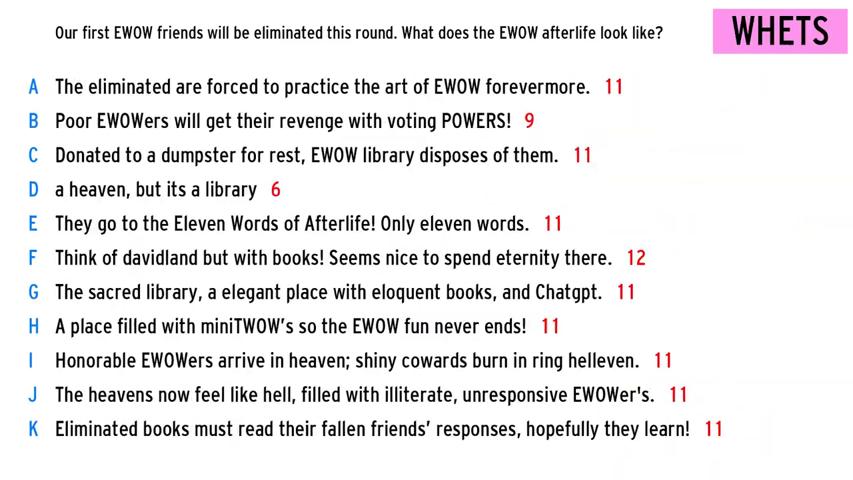 Our first EWOW friends will be eliminated this round. What does the EWOW afterlife look like?
WHETS
A The eliminated are forced to practice the art of EWOW forevermore. 11
B Poor EWOWers will get their revenge with voting POWERS! 9
C Donated to a dumpster for rest, EWOW library disposes of them. 11
D a heaven, but its a library 6
E They go to the Eleven Words of Afterlife! Only eleven words. 11
F Think of davidland but with books! Seems nice to spend eternity there. 12
G The sacred library, a elegant place with eloquent books, and Chatgpt. 11
H A place filled with miniTWOW's so the EWOW fun never ends! 11
I Honorable EWOWers arrive in heaven; shiny cowards burn in ring helleven. 11
J The heavens now feel like hell, filled with illiterate, unresponsive EWOWer's. 11
K Eliminated books must read their fallen friends' responses, hopefully they learn! 11